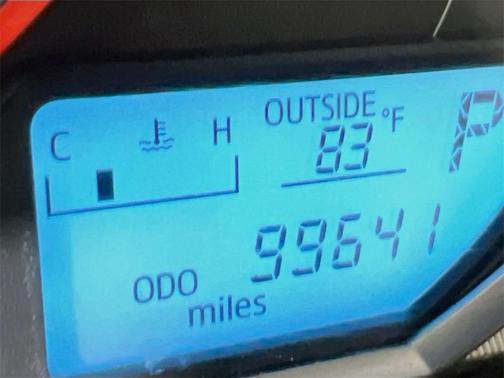 C H
OUTSIDE °F
83
P
99641
ODO
miles